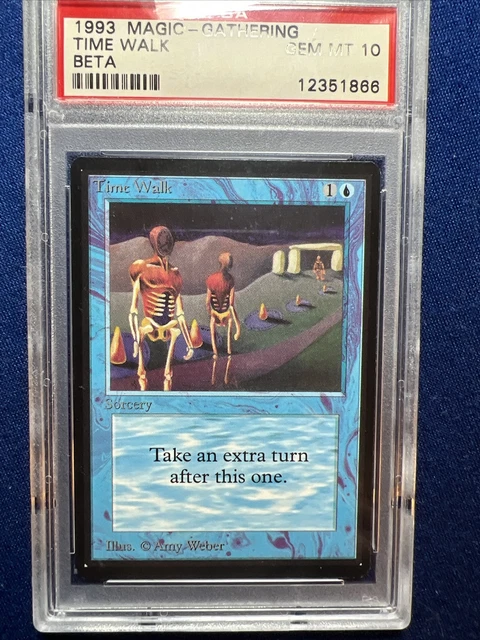 1993 MAGIC-GATHERING
TIME WALK GEM MT 10
BETA
12351866
Time Walk 1
Sorcery
Take an extra turn
after this one.
Illus. © Amy Weber